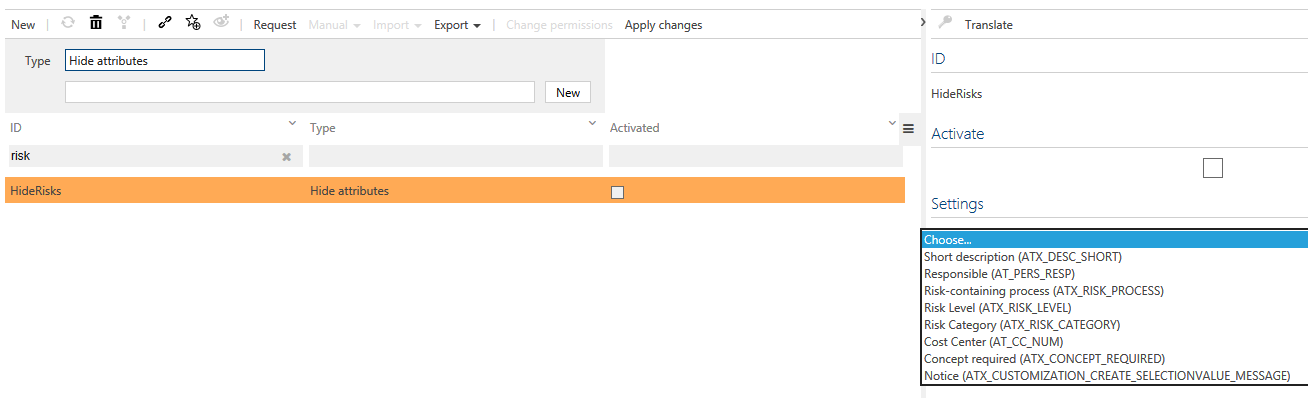 New Request Manual Import Export Change permissions Apply changes
Type Hide attributes
New
ID Type Activated
risk
HideRisks Hide attributes
Translate
ID
HideRisks
Activate
Settings
Choose...
Short description (ATX_DESC_SHORT)
Responsible (AT_PERS_RESP)
Risk-containing process (ATX_RISK_PROCESS)
Risk Level (ATX_RISK_LEVEL)
Risk Category (ATX_RISK_CATEGORY)
Cost Center (AT_CC_NUM)
Concept required (ATX_CONCEPT_REQUIRED)
Notice (ATX_CUSTOMIZATION_CREATE_SELECTIONVALUE_MESSAGE)